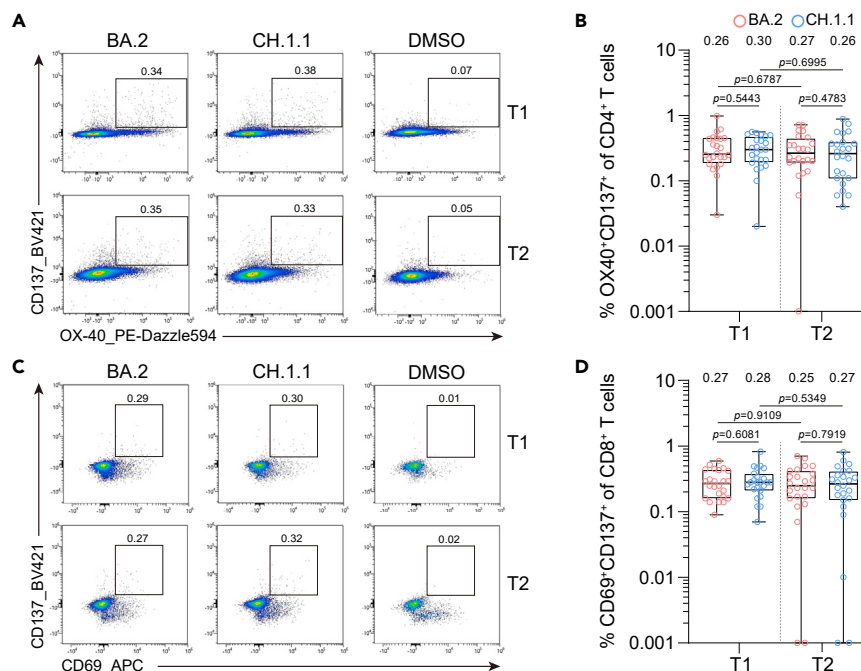 A
BA.2 CH.1.1 DMSO
0.34 0.38 0.07
T1
0.35 0.33 0.05
T2
CD137_BV421
OX-40_PE-Dazzle594
B
BA.2 CH.1.1
0.26 0.30 0.27 0.26
p=0.6995
p=0.6787
p=0.5443 p=0.4783
% OX40+CD137+ of CD4+ T cells
10
1
0.1
0.01
0.001
T1 T2
C
BA.2 CH.1.1 DMSO
0.29 0.30 0.01
T1
0.27 0.32 0.02
T2
CD137_BV421
CD69_APC
D
0.27 0.28 0.25 0.27
p=0.5349
p=0.9109
p=0.6081 p=0.7919
% CD69+CD137+ of CD8+ T cells
10
1
0.1
0.01
0.001
T1 T2